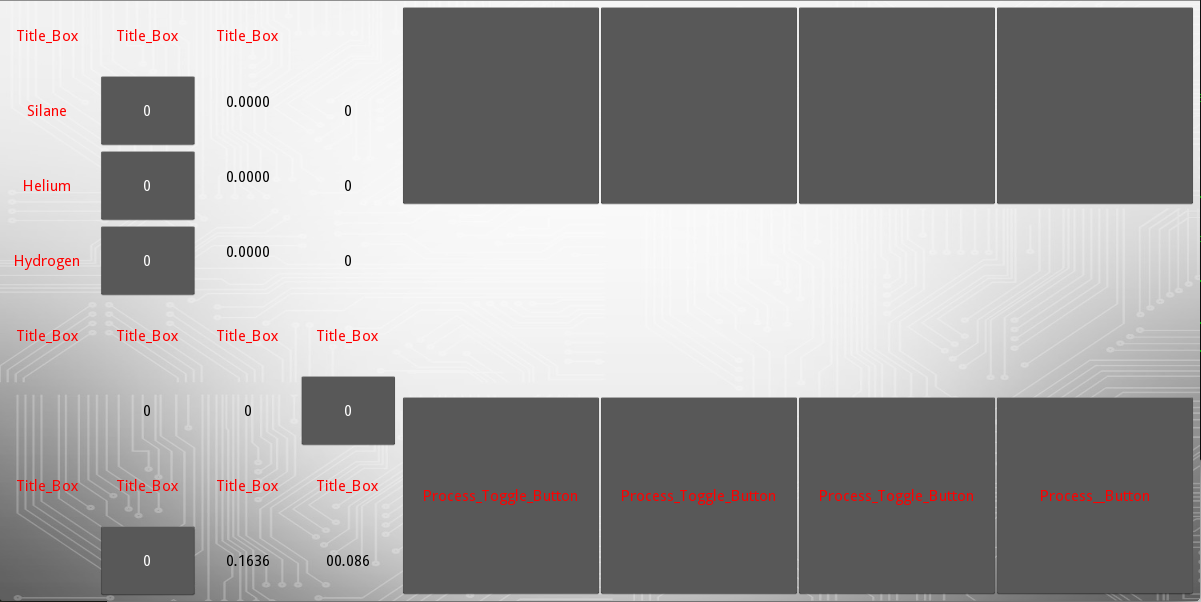 Title_Box Title_Box Title_Box
Silane 0 0.0000 0
Helium 0 0.0000 0
Hydrogen 0 0.0000 0
Title_Box Title_Box Title_Box Title_Box
0 0 0
Title_Box Title_Box Title_Box Title_Box
Process_Toggle_Button Process_Toggle_Button Process_Toggle_Button Process__Button
0 0.1636 00.086